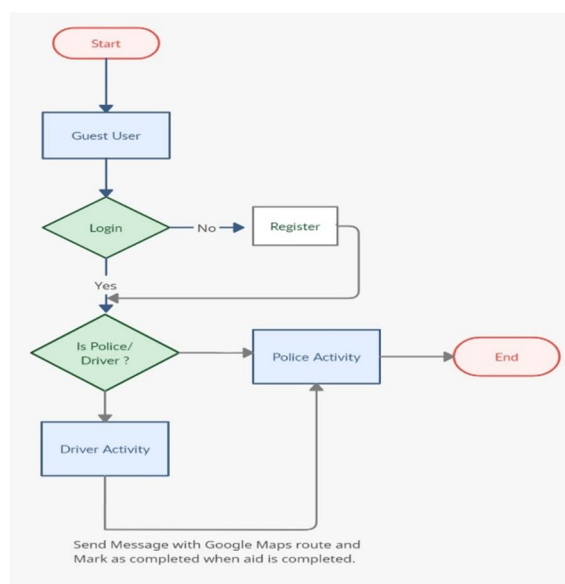 Start
Guest User
Login
No
Register
Yes
Is Police/
Driver ?
Police Activity
End
Driver Activity
Send Message with Google Maps route and
Mark as completed when aid is completed.